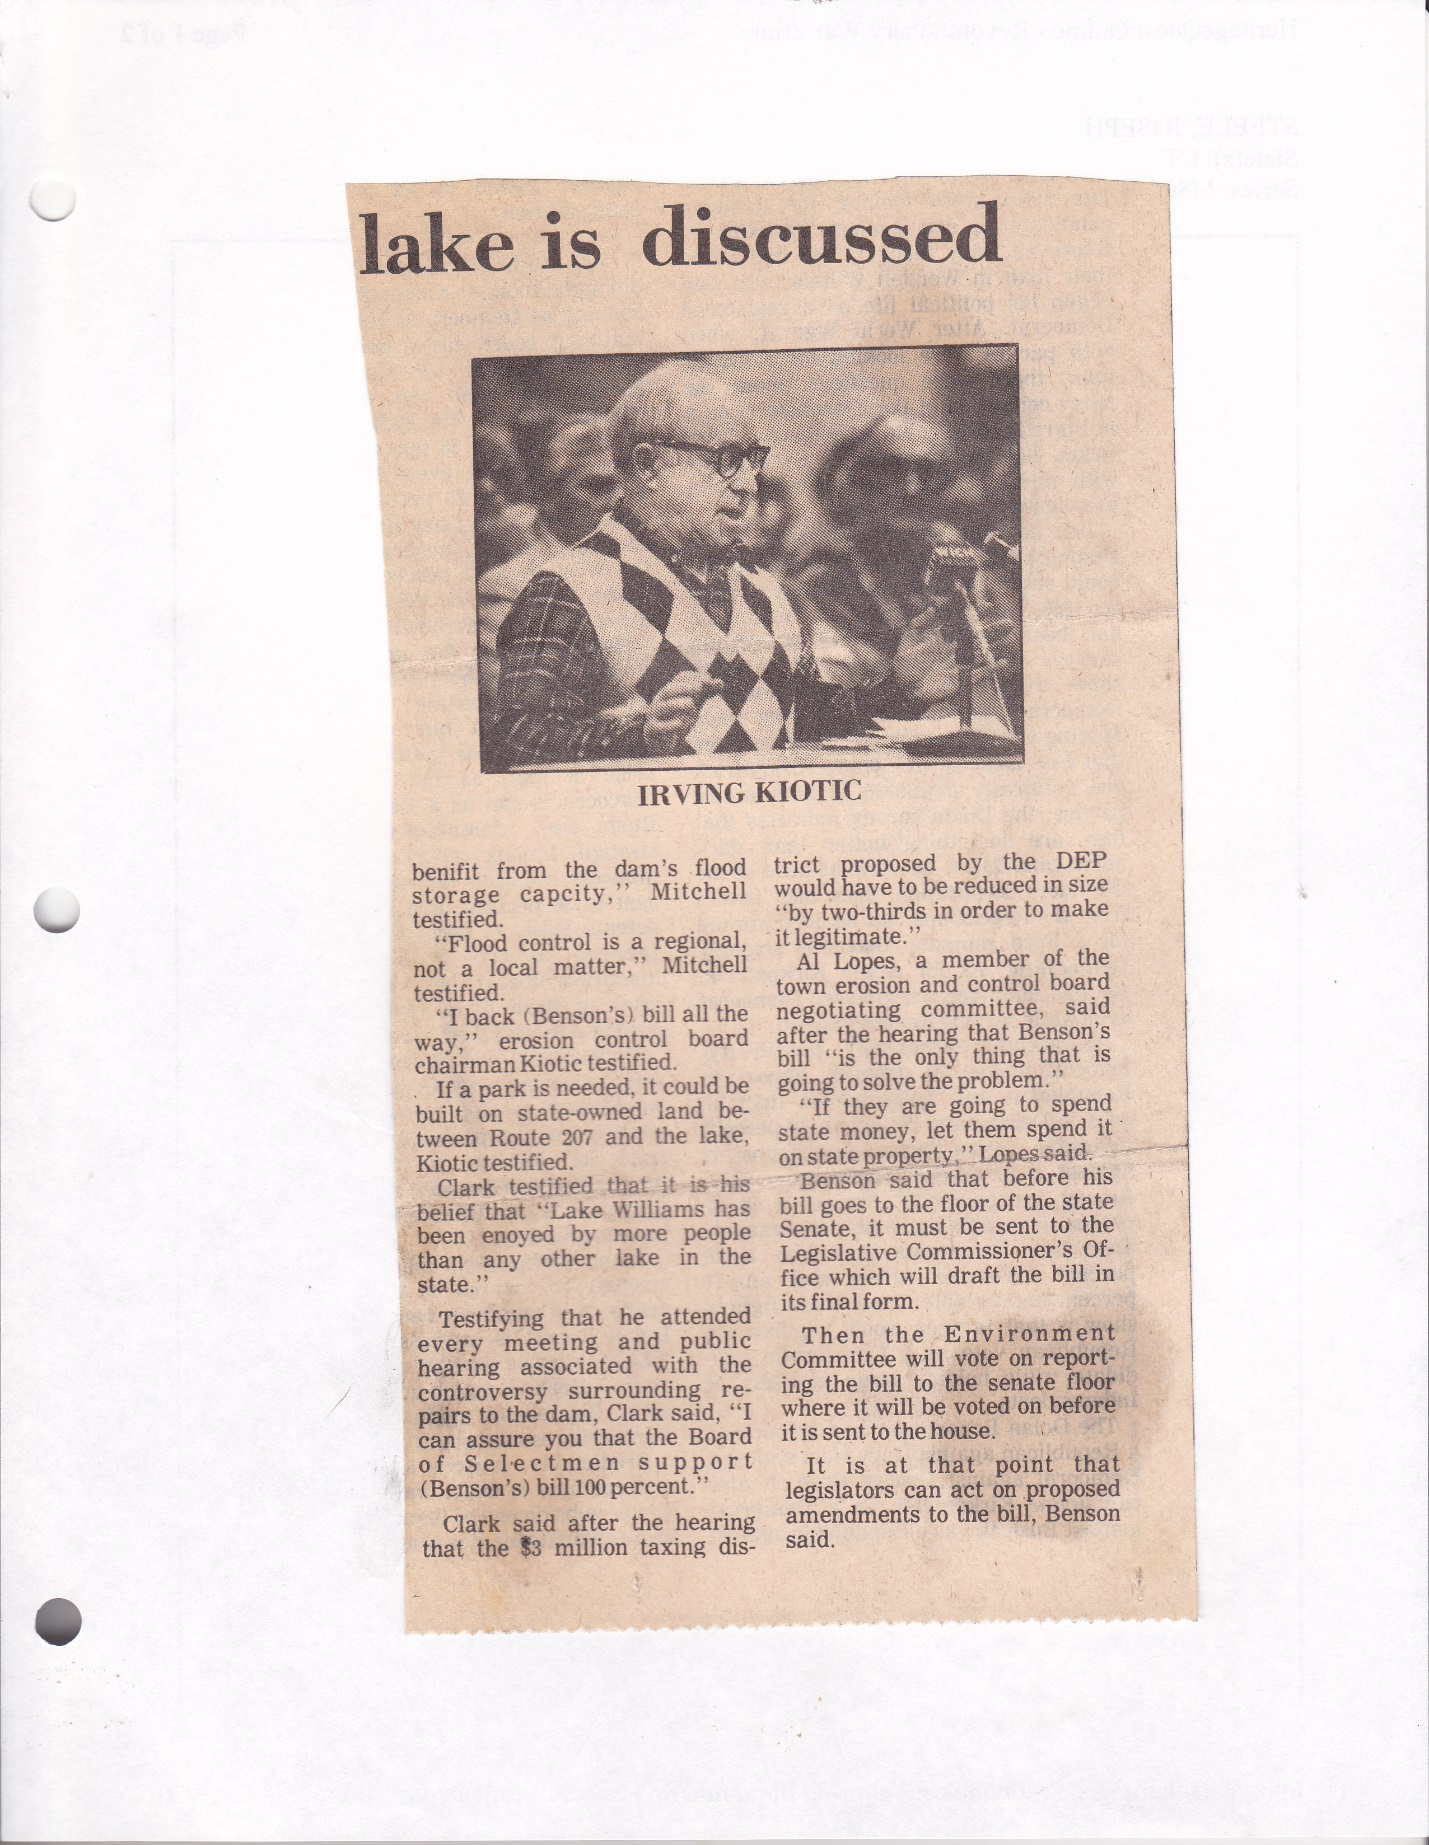 lake is discussed
WICH
IRVING KIOTIC
benifit from the dam's flood
storage capcity," Mitchell
testified.
"Flood control is a regional,
not a local matter," Mitchell
testified.
"I back (Benson's) bill all the
way," erosion control board
chairman Kiotic testified.
If a park is needed, it could be
built on state-owned land be-
tween Route 207 and the lake,
Kiotic testified.
Clark testified that it is his
belief that "Lake Williams has
been enoyed by more people
than any other lake in the
state."
Testifying that he attended
every meeting and public
hearing associated with the
controversy surrounding re-
pairs to the dam, Clark said, "I
can assure you that the Board
of Selectmen support
(Benson's) bill 100 percent."
Clark said after the hearing
that the $3 million taxing dis-
trict proposed by the DEP
would have to be reduced in size
"by two-thirds in order to make
it legitimate."
Al Lopes, a member of the
town erosion and control board
negotiating committee, said
after the hearing that Benson's
bill "is the only thing that is
going to solve the problem."
"If they are going to spend
state money, let them spend it
on state property," Lopes said.
Benson said that before his
bill goes to the floor of the state
Senate, it must be sent to the
Legislative Commissioner's Of-
fice which will draft the bill in
its final form.
Then the Environment
Committee will vote on report-
ing the bill to the senate floor
where it will be voted on before
it is sent to the house.
It is at that point that
legislators can act on proposed
amendments to the bill, Benson
said.